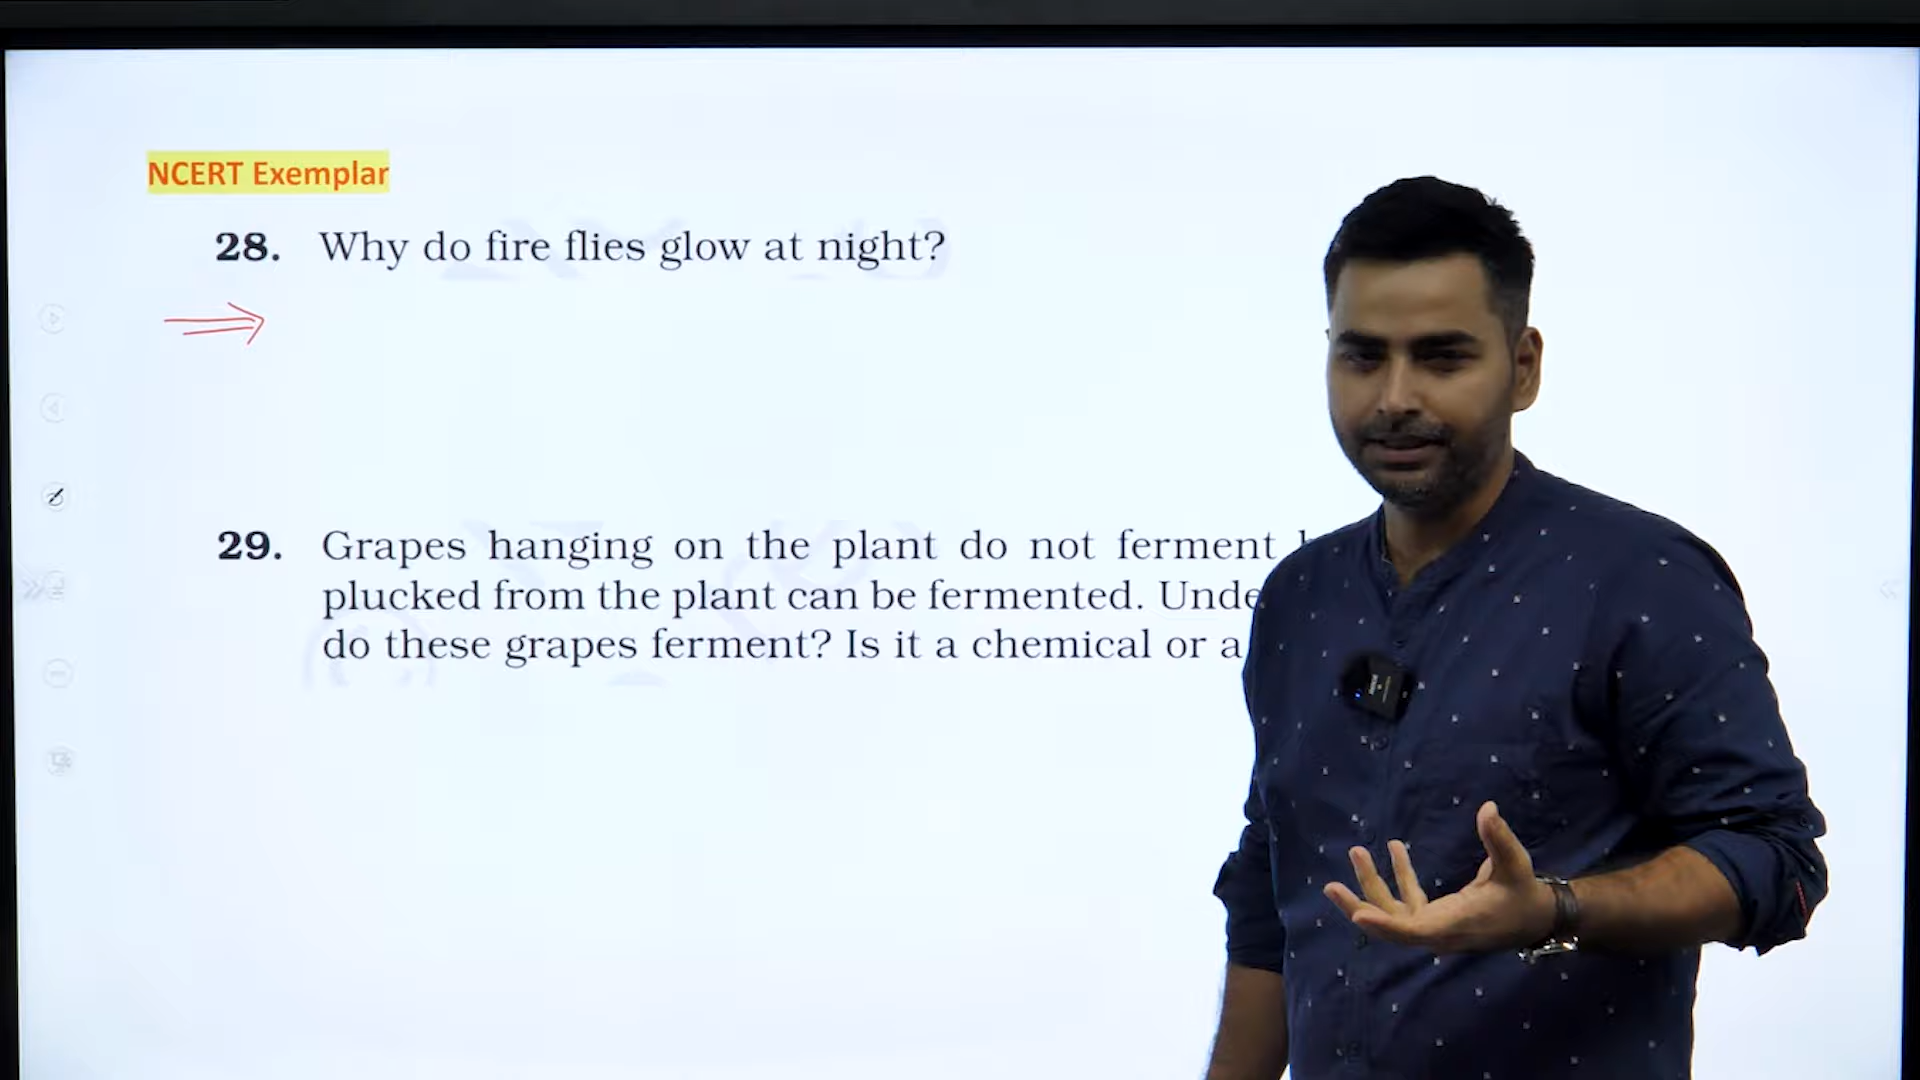 NCERT Exemplar
28. Why do fire flies glow at night?
29. Grapes hanging on the plant do not ferment
plucked from the plant can be fermented. Unde
do these grapes ferment? Is it a chemical or a